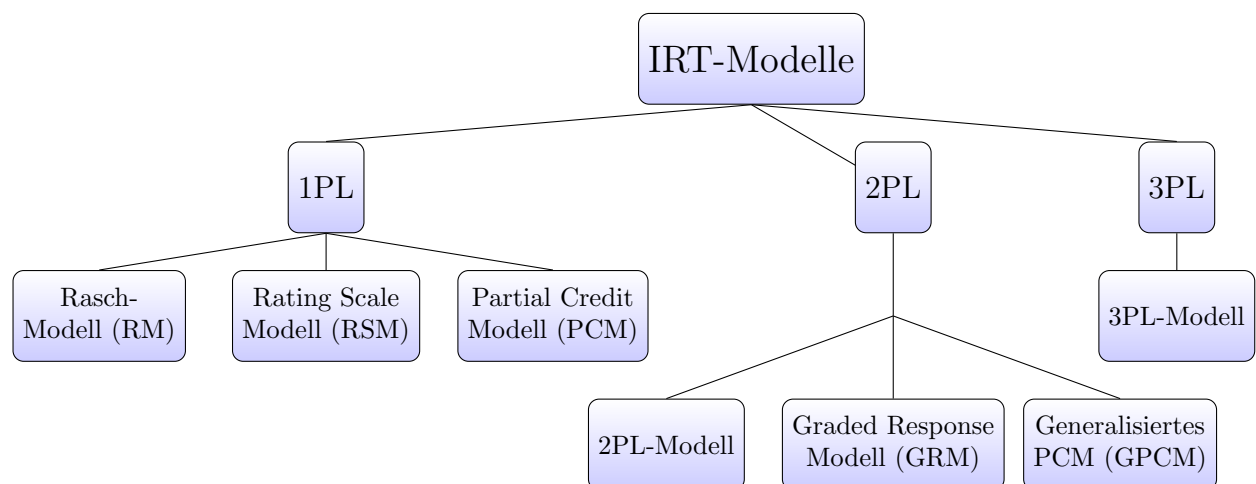 IRT-Modelle
1PL
2PL
3PL
Rasch-
Modell (RM)
Rating Scale
Modell (RSM)
Partial Credit
Modell (PCM)
3PL-Modell
2PL-Modell
Graded Response
Modell (GRM)
Generalisiertes
PCM (GPCM)